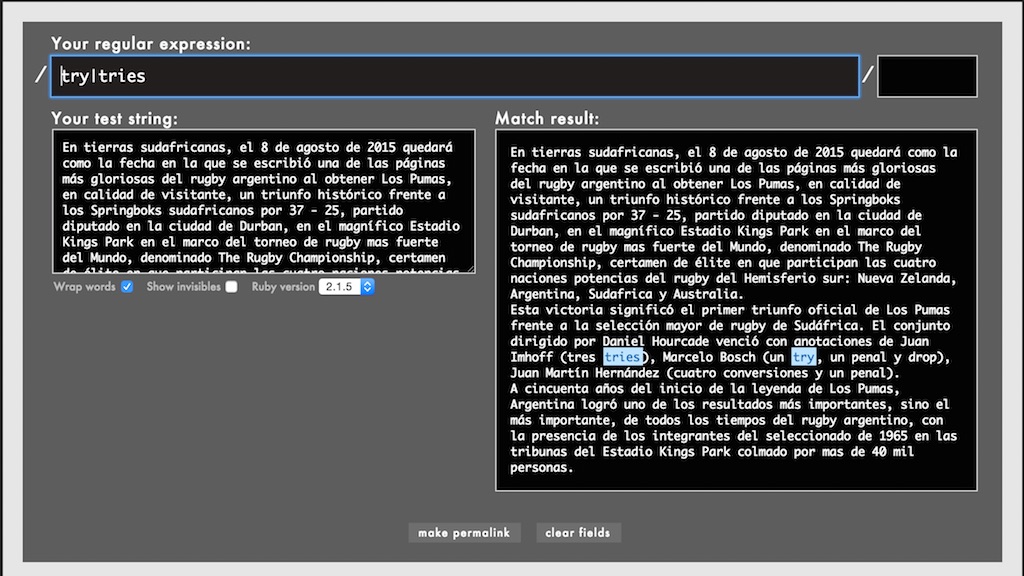 Your regular expression:
/ try|tries /
Your test string:
En tierras sudafricanas, el 8 de agosto de 2015 quedará
como la fecha en la que se escribió una de las páginas
más gloriosas del rugby argentino al obtener Los Pumas,
en calidad de visitante, un triunfo histórico frente a
los Springboks sudafricanos por 37 - 25, partido
diputado en la ciudad de Durban, en el magnífico Estadio
Kings Park en el marco del torneo de rugby mas fuerte
del Mundo, denominado The Rugby Championship, certamen
de élite en que participan las cuatro naciones potencias
Wrap words Show invisibles Ruby version 2.1.5
Match result:
En tierras sudafricanas, el 8 de agosto de 2015 quedará como la
fecha en la que se escribió una de las páginas más gloriosas
del rugby argentino al obtener Los Pumas, en calidad de
visitante, un triunfo histórico frente a los Springboks
sudafricanos por 37 - 25, partido diputado en la ciudad de
Durban, en el magnífico Estadio Kings Park en el marco del
torneo de rugby mas fuerte del Mundo, denominado The Rugby
Championship, certamen de élite en que participan las cuatro
naciones potencias del rugby del Hemisferio sur: Nueva Zelanda,
Argentina, Sudafrica y Australia.
Esta victoria significó el primer triunfo oficial de Los Pumas
frente a la selección mayor de rugby de Sudáfrica. El conjunto
dirigido por Daniel Hourcade venció con anotaciones de Juan
Imhoff (tres tries), Marcelo Bosch (un try, un penal y drop),
Juan Martín Hernández (cuatro conversiones y un penal).
A cincuenta años del inicio de la leyenda de Los Pumas,
Argentina logró uno de los resultados más importantes, sino el
más importante, de todos los tiempos del rugby argentino, con
la presencia de los integrantes del seleccionado de 1965 en las
tribunas del Estadio Kings Park colmado por mas de 40 mil
personas.
make permalink clear fields